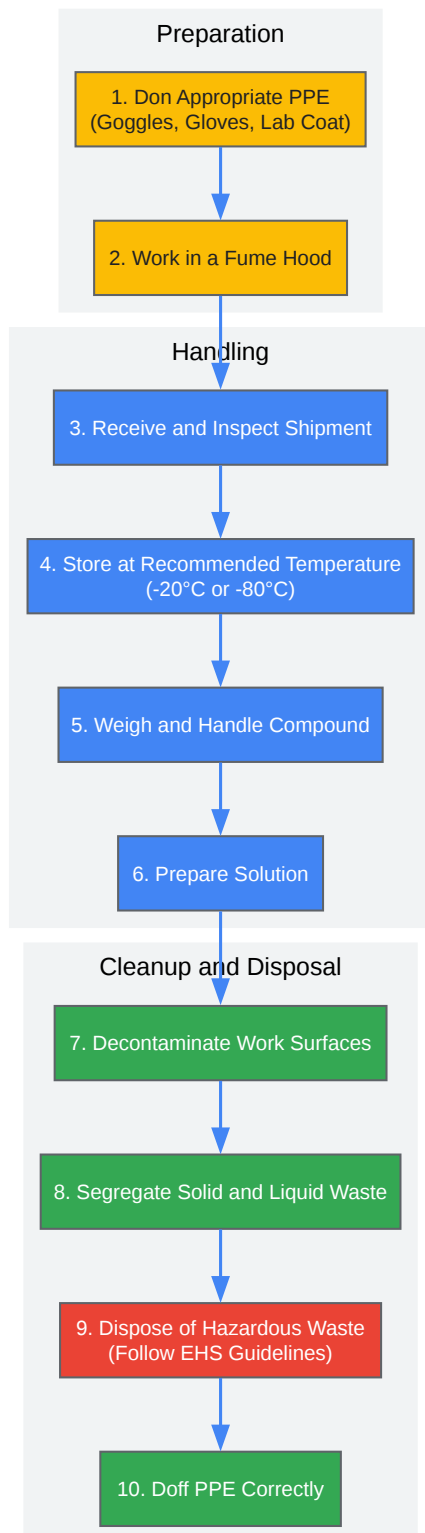 Preparation
1. Don Appropriate PPE
(Goggles, Gloves, Lab Coat)
2. Work in a Fume Hood
Handling
3. Receive and Inspect Shipment
4. Store at Recommended Temperature
(-20°C or -80°C)
5. Weigh and Handle Compound
6. Prepare Solution
Cleanup and Disposal
7. Decontaminate Work Surfaces
8. Segregate Solid and Liquid Waste
9. Dispose of Hazardous Waste
(Follow EHS Guidelines)
10. Doff PPE Correctly